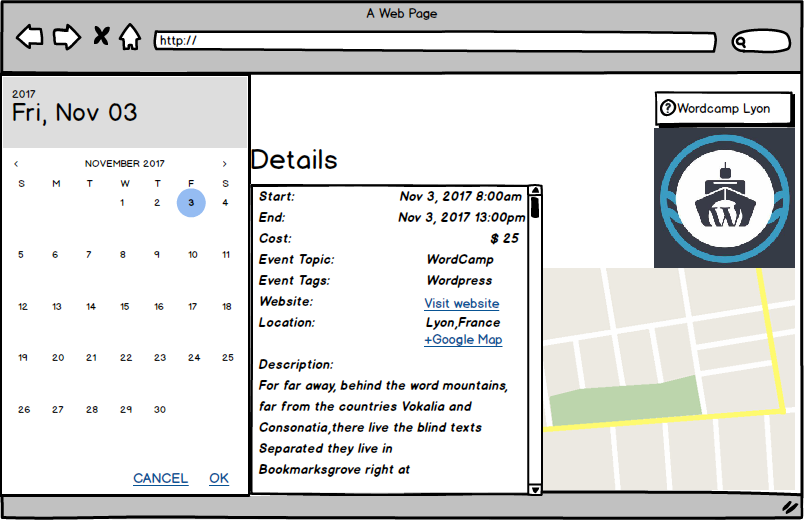 A Web Page
http://
2017
Fri, Nov 03
NOVEMBER 2017
S M T W T F S
1 2 3 4
5 6 7 8 9 10 11
12 13 14 15 16 17 18
19 20 21 22 23 24 25
26 27 28 29 30
CANCEL OK
Details
Start: Nov 3, 2017 8:00am
End: Nov 3, 2017 13:00pm
Cost: $ 25
Event Topic: WordCamp
Event Tags: Wordpress
Website: Visit website
Location: Lyon,France
+Google Map
Description:
For far away, behind the word mountains,
far from the countries Vokalia and
Consonatia,there live the blind texts
Separated they live in
Bookmarksgrove right at
? Wordcamp Lyon
W